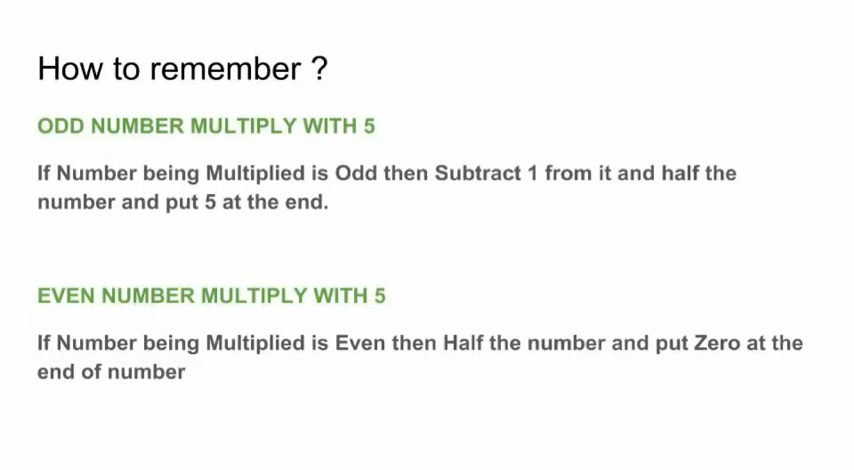 How to remember ?
ODD NUMBER MULTIPLY WITH 5
If Number being Multiplied is Odd then Subtract 1 from it and half the
number and put 5 at the end.
EVEN NUMBER MULTIPLY WITH 5
If Number being Multiplied is Even then Half the number and put Zero at the
end of number